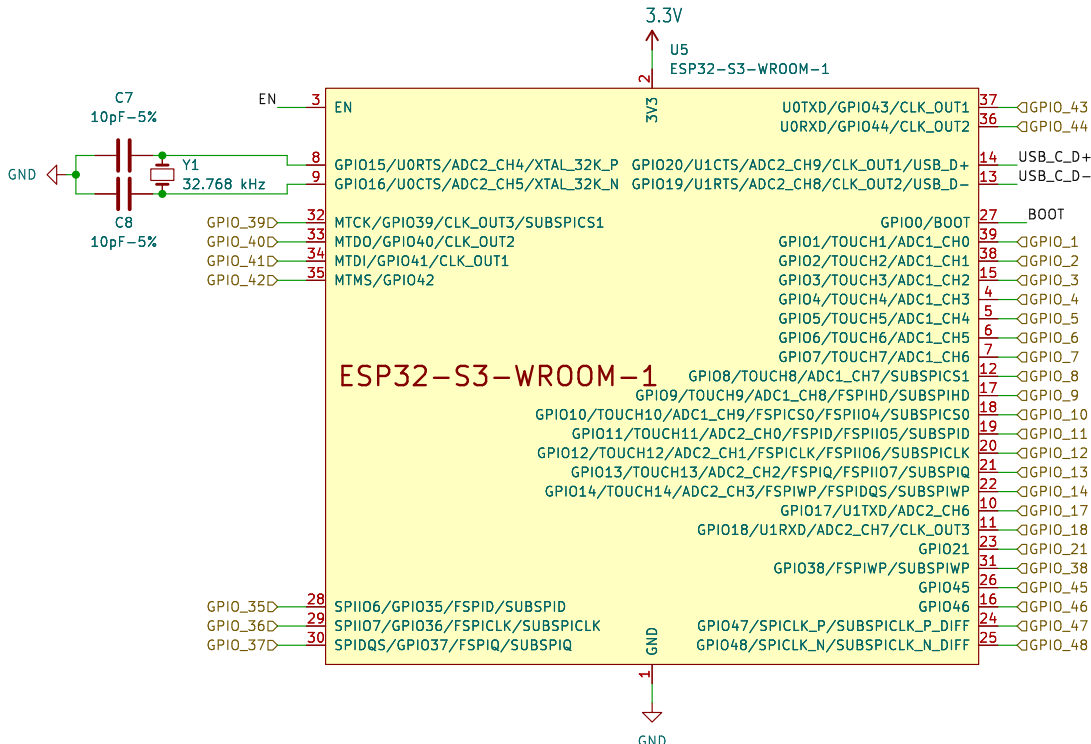 3.3V
U5
ESP32-S3-WROOM-1
2
3V3
EN
3
EN
C7
10pF-5%
GND
Y1
32.768 kHz
C8
10pF-5%
8
GPIO15/U0RTS/ADC2_CH4/XTAL_32K_P
9
GPIO16/U0CTS/ADC2_CH5/XTAL_32K_N
GPIO_39 32 MTCK/GPIO39/CLK_OUT3/SUBSPICS1
GPIO_40 33 MTDO/GPIO40/CLK_OUT2
GPIO_41 34 MTDI/GPIO41/CLK_OUT1
GPIO_42 35 MTMS/GPIO42
ESP32-S3-WROOM-1
GPIO_35 28 SPIIO6/GPIO35/FSPID/SUBSPID
GPIO_36 29 SPIIO7/GPIO36/FSPICLK/SUBSPICLK
GPIO_37 30 SPIDQS/GPIO37/FSPIQ/SUBSPIQ
U0TXD/GPIO43/CLK_OUT1 37 GPIO_43
U0RXD/GPIO44/CLK_OUT2 36 GPIO_44
GPIO20/U1CTS/ADC2_CH9/CLK_OUT1/USB_D+ 14 USB_C_D+
GPIO19/U1RTS/ADC2_CH8/CLK_OUT2/USB_D- 13 USB_C_D-
GPIO0/BOOT 27 BOOT
GPIO1/TOUCH1/ADC1_CH0 39 GPIO_1
GPIO2/TOUCH2/ADC1_CH1 38 GPIO_2
GPIO3/TOUCH3/ADC1_CH2 15 GPIO_3
GPIO4/TOUCH4/ADC1_CH3 4 GPIO_4
GPIO5/TOUCH5/ADC1_CH4 5 GPIO_5
GPIO6/TOUCH6/ADC1_CH5 6 GPIO_6
GPIO7/TOUCH7/ADC1_CH6 7 GPIO_7
GPIO8/TOUCH8/ADC1_CH7/SUBSPICS1 12 GPIO_8
GPIO9/TOUCH9/ADC1_CH8/FSPIHD/SUBSPIHD 17 GPIO_9
GPIO10/TOUCH10/ADC1_CH9/FSPICS0/FSPIIO4/SUBSPICS0 18 GPIO_10
GPIO11/TOUCH11/ADC2_CH0/FSPID/FSPIIO5/SUBSPID 19 GPIO_11
GPIO12/TOUCH12/ADC2_CH1/FSPICLK/FSPIIO6/SUBSPICLK 20 GPIO_12
GPIO13/TOUCH13/ADC2_CH2/FSPIQ/FSPIIO7/SUBSPIQ 21 GPIO_13
GPIO14/TOUCH14/ADC2_CH3/FSPIWP/FSPIDQS/SUBSPIWP 22 GPIO_14
GPIO17/U1TXD/ADC2_CH6 10 GPIO_17
GPIO18/U1RXD/ADC2_CH7/CLK_OUT3 11 GPIO_18
GPIO21 23 GPIO_21
GPIO38/FSPIWP/SUBSPIWP 31 GPIO_38
GPIO45 26 GPIO_45
GPIO46 16 GPIO_46
GPIO47/SPICLK_P/SUBSPICLK_P_DIFF 24 GPIO_47
GPIO48/SPICLK_N/SUBSPICLK_N_DIFF 25 GPIO_48
GND
1
GND